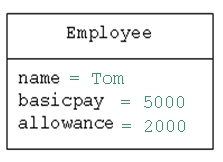 Employee
name = Tom
basicpay = 5000
allowance = 2000